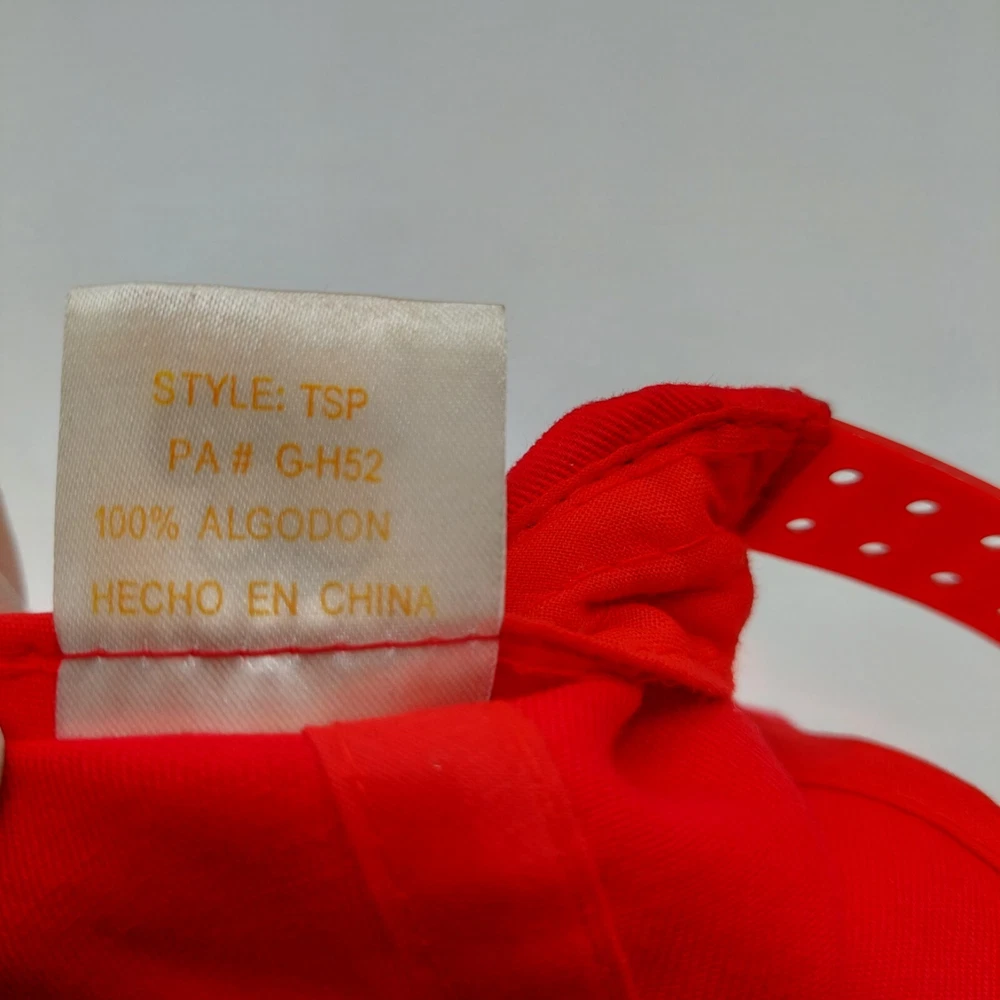 STYLE: TSP
PA # G-H52
100% ALGODON
HECHO EN CHINA